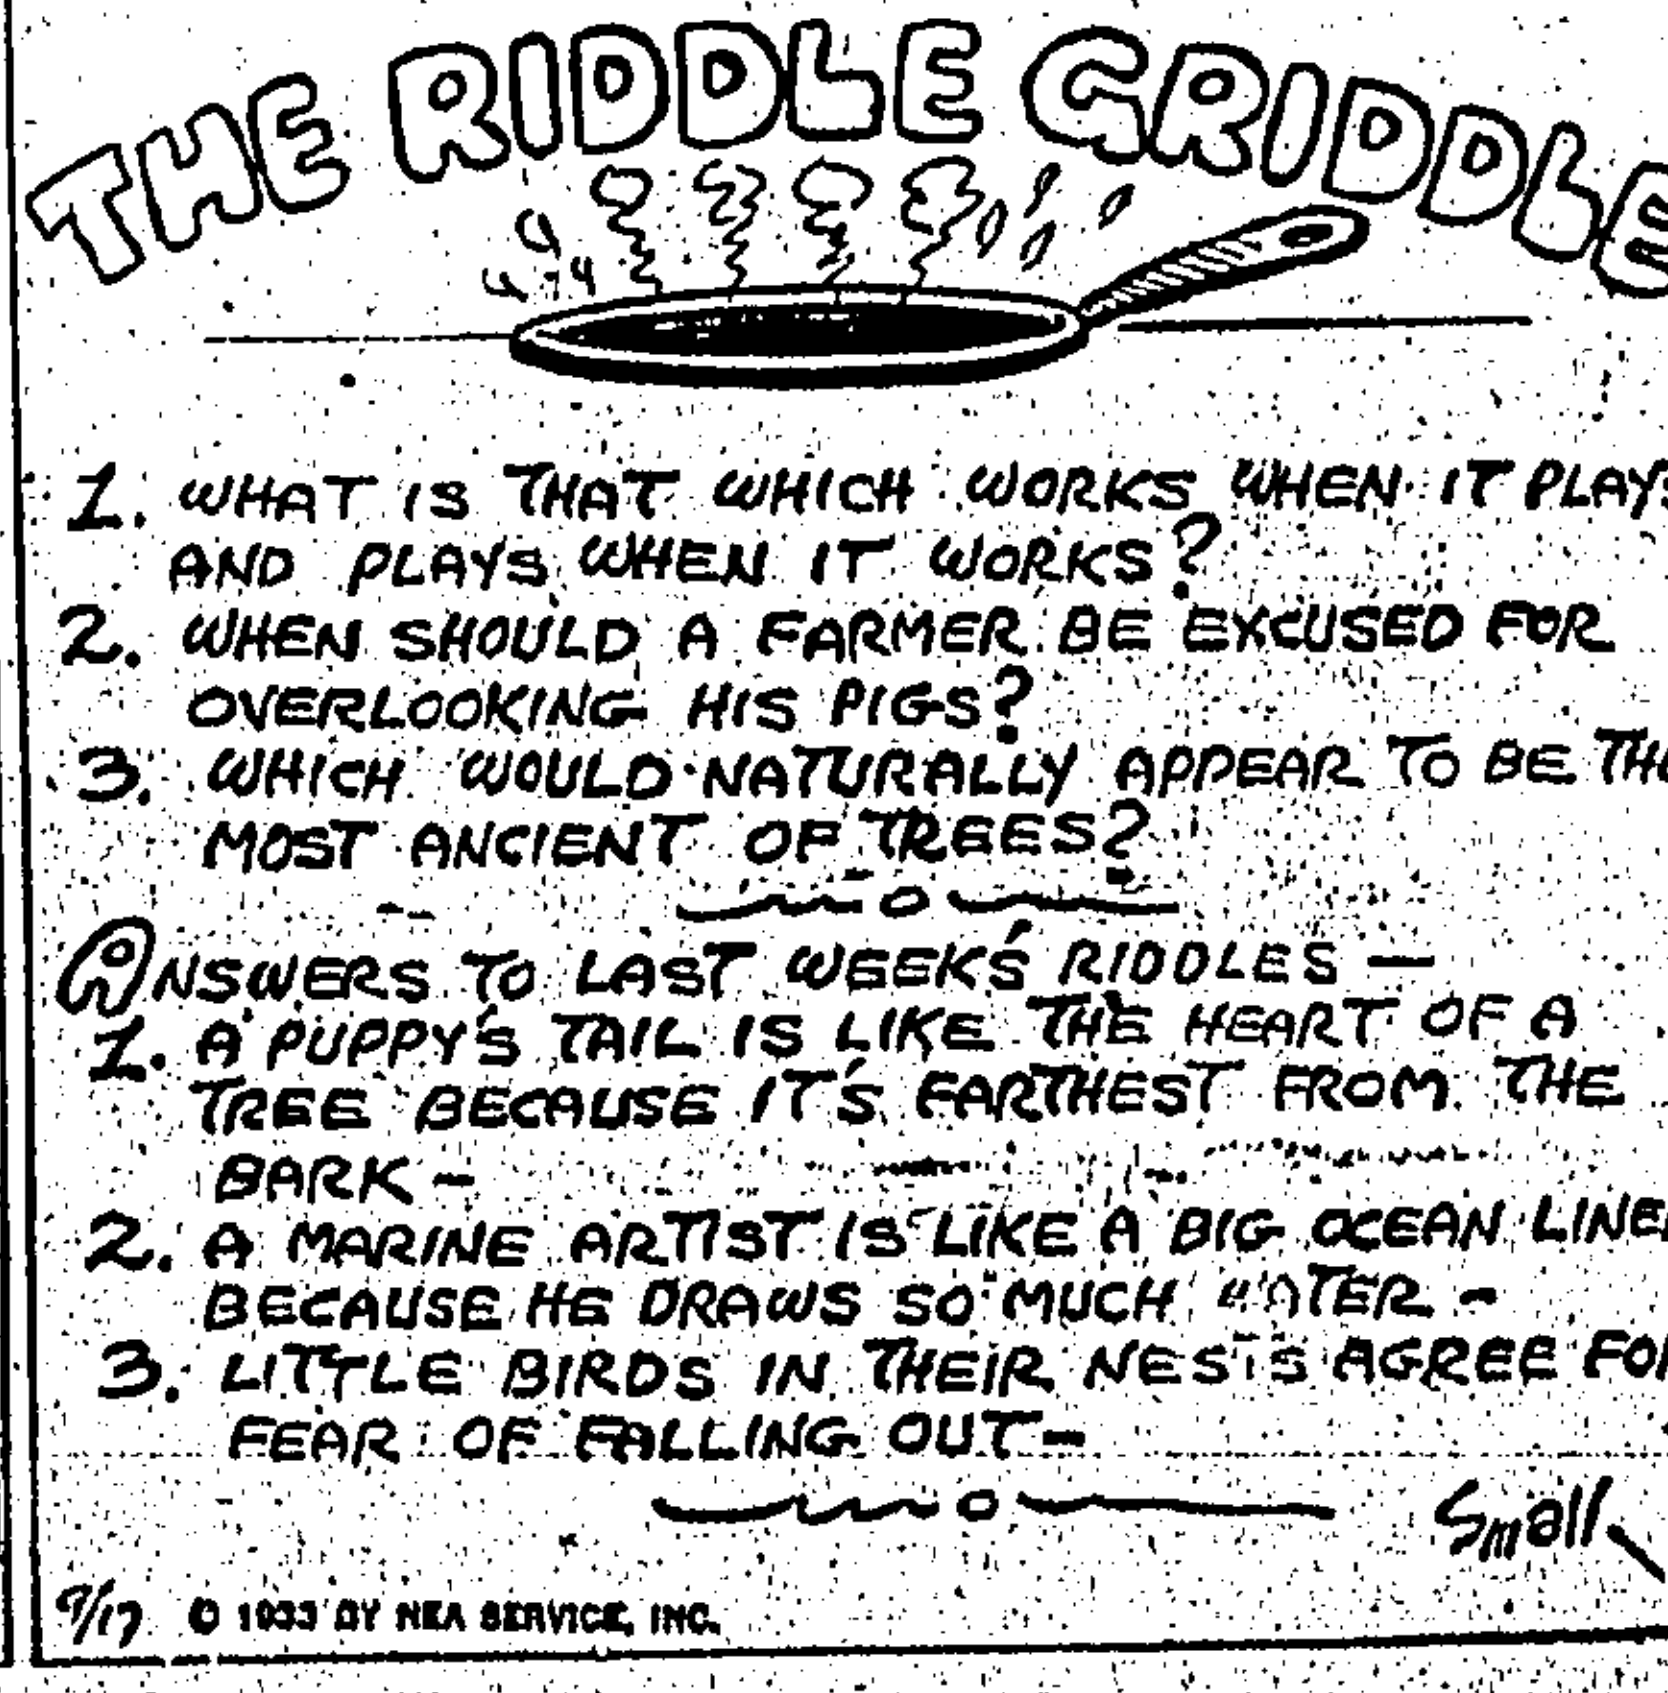 THE RIDDLE GRIDDLE
1. WHAT IS THAT WHICH WORKS WHEN IT PLAYS
AND PLAYS WHEN IT WORKS?
2. WHEN SHOULD A FARMER BE EXCUSED FOR
OVERLOOKING HIS PIGS?
3. WHICH WOULD NATURALLY APPEAR TO BE THE
MOST ANCIENT OF TREES?
ANSWERS TO LAST WEEK'S RIDDLES —
1. A PUPPY'S TAIL IS LIKE THE HEART OF A
TREE BECAUSE IT'S FARTHEST FROM THE
BARK -
2. A MARINE ARTIST IS LIKE A BIG OCEAN LINER
BECAUSE HE DRAWS SO MUCH WATER -
3. LITTLE BIRDS IN THEIR NESTS AGREE FOR
FEAR OF FALLING OUT -
Small
9/17 © 1933 BY NEA SERVICE, INC.